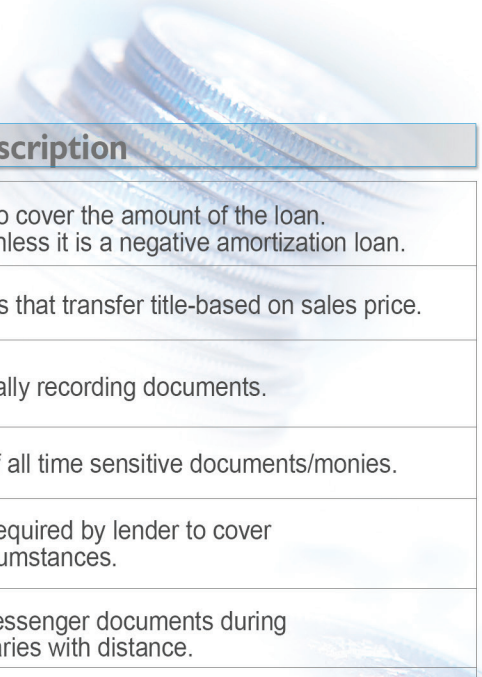 scription
o cover the amount of the loan.
nless it is a negative amortization loan.
s that transfer title-based on sales price.
ally recording documents.
f all time sensitive documents/monies.
equired by lender to cover
umstances.
essenger documents during
aries with distance.